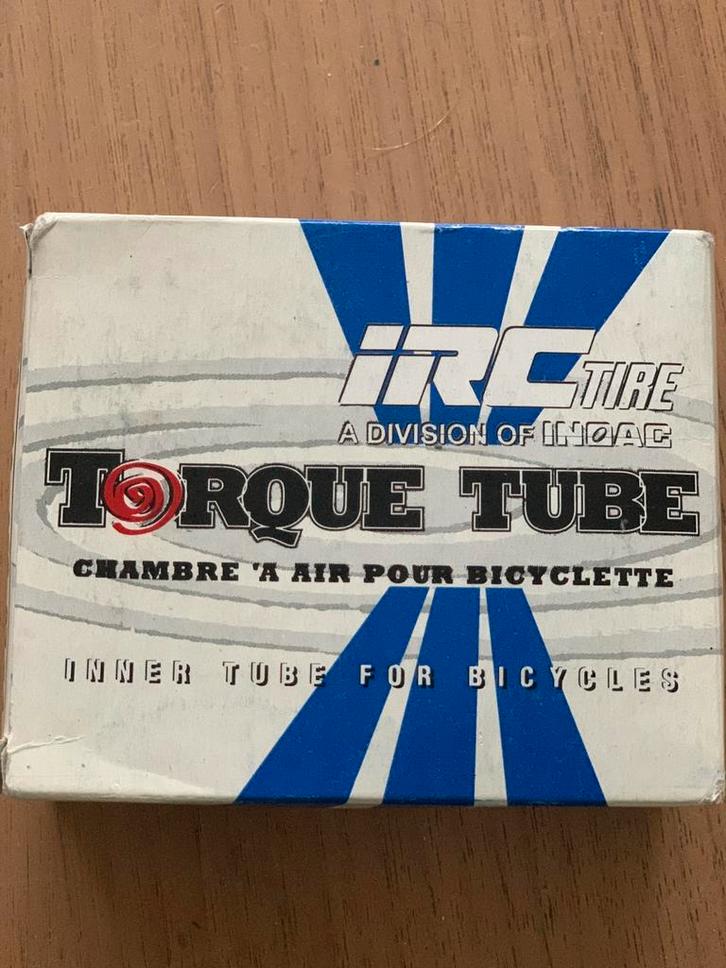 iRC TIRE
A DIVISION OF INOAC
TORQUE TUBE
CHAMBRE 'A AIR POUR BICYCLETTE
INNER TUBE FOR BICYCLES